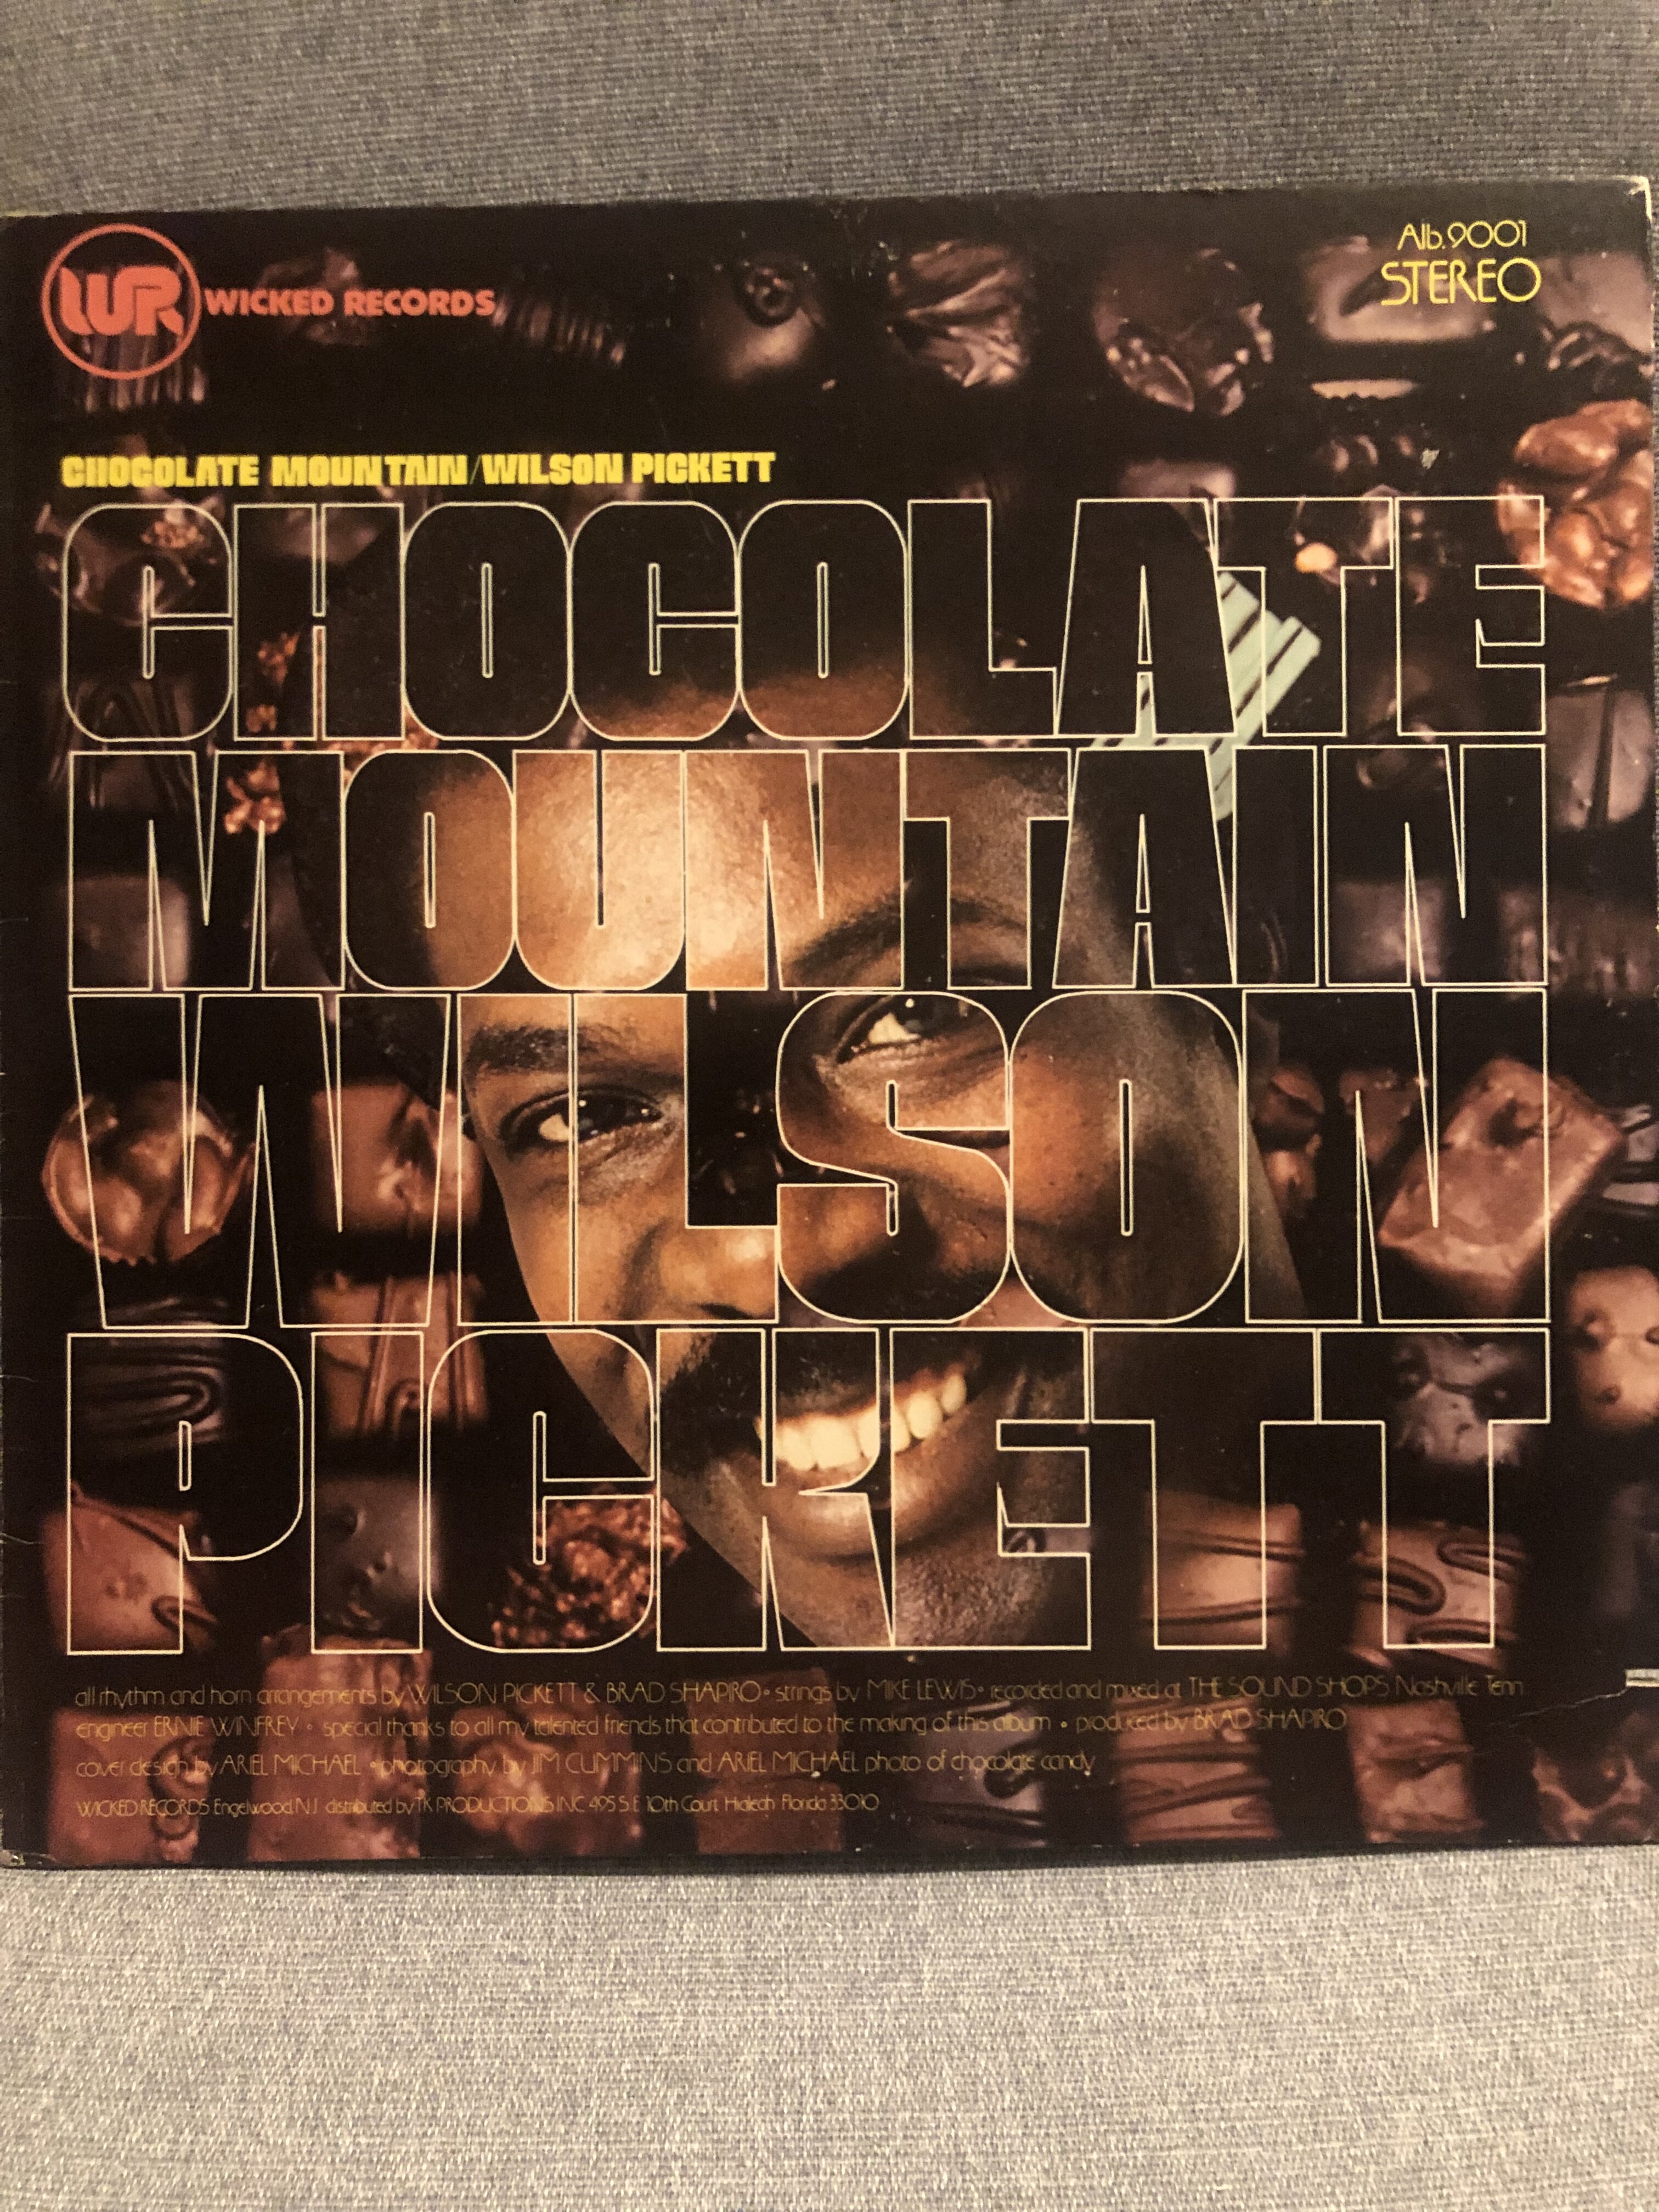 WR WICKED RECORDS
Alb.9001
STEREO
CHOCOLATE MOUNTAIN/WILSON PICKETT
CHOCOLATE
MOUNTAIN
WILSON
PICKETT
all rhythm and horn arrangements by WILSON PICKETT & BRAD SHAPIRO • strings by MIKE LEWIS • recorded and mixed at THE SOUND SHOPS Nashville Tenn
engineer ERNIE WINFREY • special thanks to all my talented friends that contributed to the making of this album • produced by BRAD SHAPIRO
cover design by ARIEL MICHAEL • photography by JIM CUMMINS and ARIEL MICHAEL photo of chocolate candy
WICKED RECORDS Engelwood, N.J. distributed by TK PRODUCTIONS INC 495 S.E. 10th Court, Hialeah Florida 33010